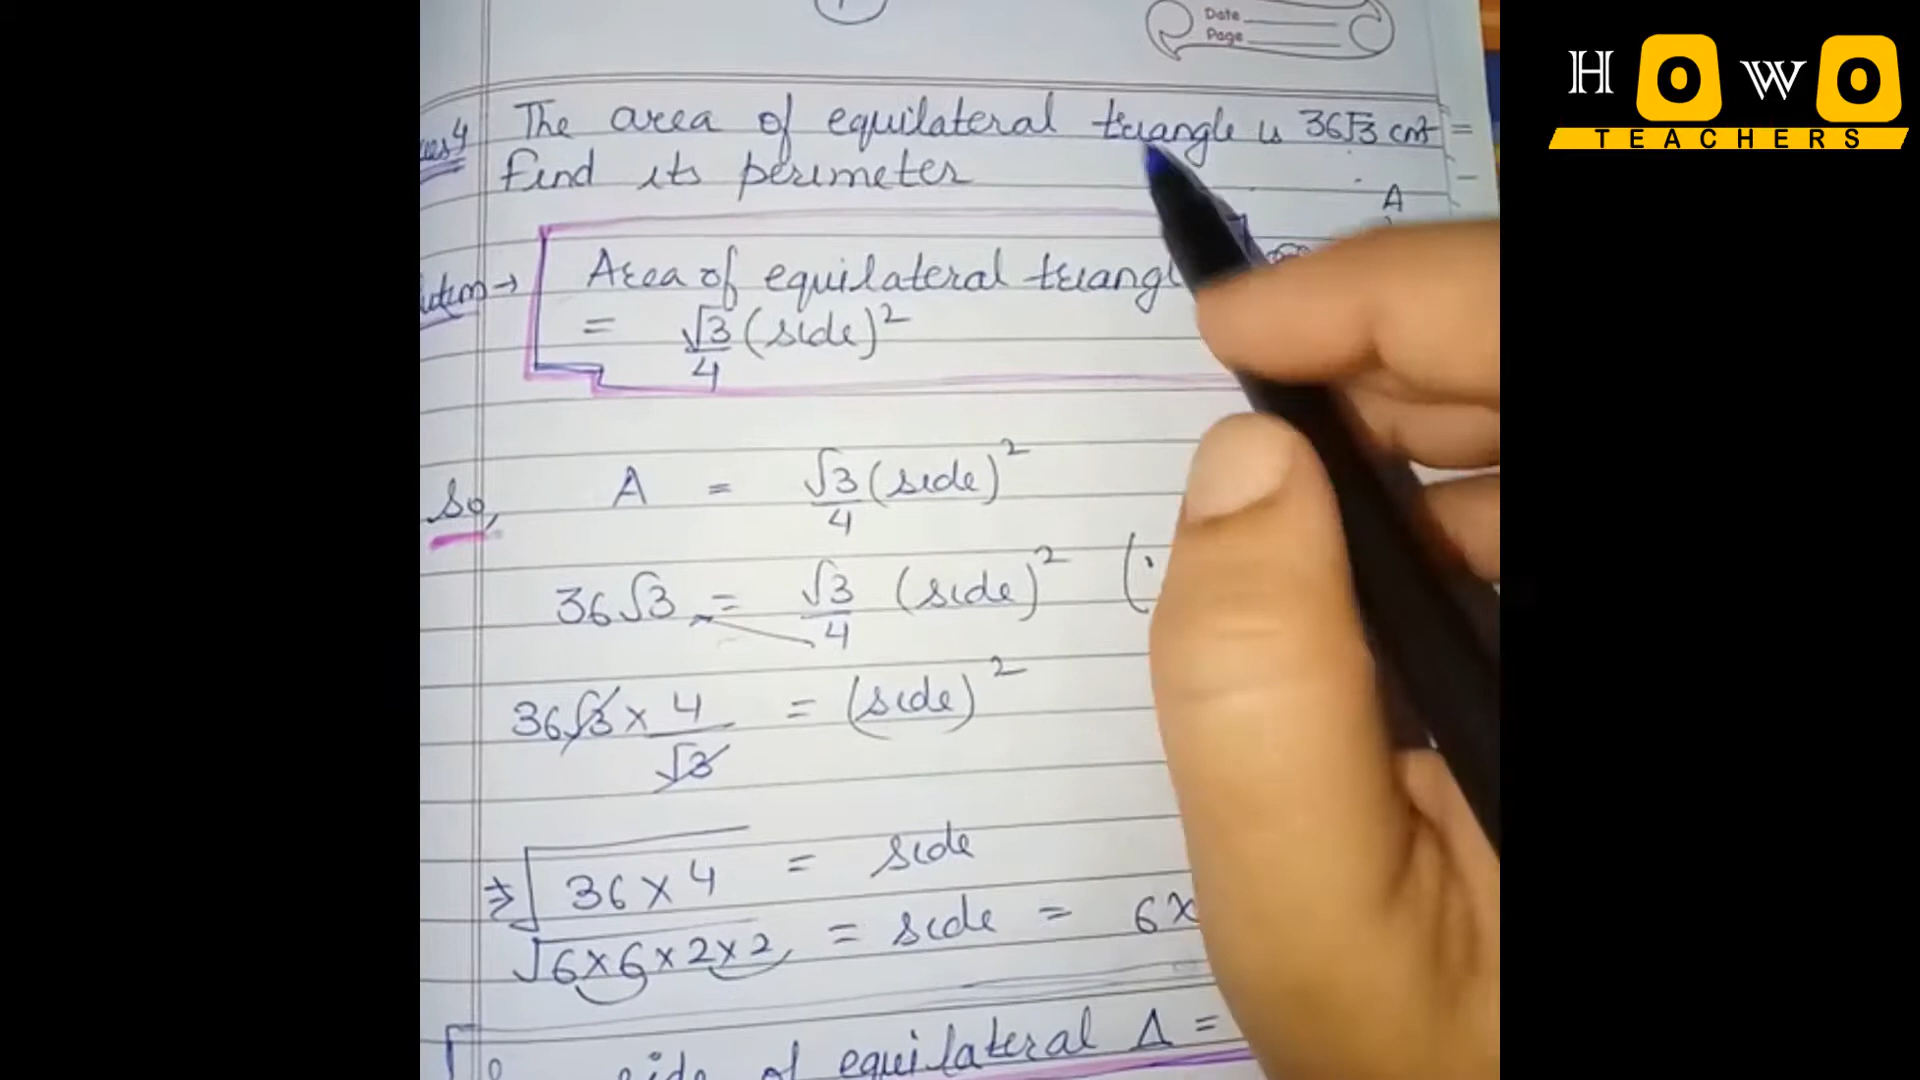 Date
Page
HOWO
TEACHERS
The area of equilateral triangle is 36√3 cm²
find its perimeter
A
Area of equilateral triangl
= √3/4 (side)²
So, A = √3/4 (side)²
36√3 = √3/4 (side)² (∵
36√3 × 4/√3 = (side)²
⇒ √36×4 = side
√6×6×2×2 = side = 6×
side of equilateral Δ =